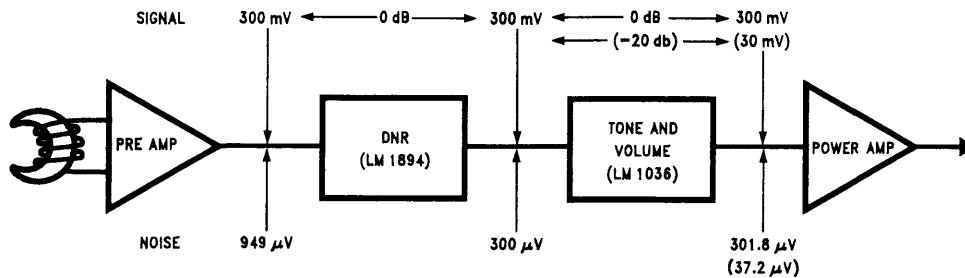 SIGNAL 300 mV 0 dB 300 mV 0 dB 300 mV
(-20 db) (30 mV)
PRE AMP
DNR
(LM 1894)
TONE AND
VOLUME
(LM 1036)
POWER AMP
NOISE 949 μV 300 μV 301.8 μV
(37.2 μV)